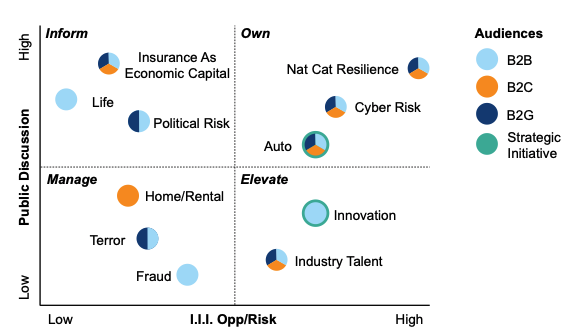 Inform
Own
Audiences
High
Insurance As
Economic Capital
Nat Cat Resilience
B2B
B2C
Life
Cyber Risk
B2G
Political Risk
Strategic
Initiative
Auto
Public Discussion
Manage
Elevate
Home/Rental
Innovation
Terror
Industry Talent
Fraud
Low
Low
I.I.I. Opp/Risk
High